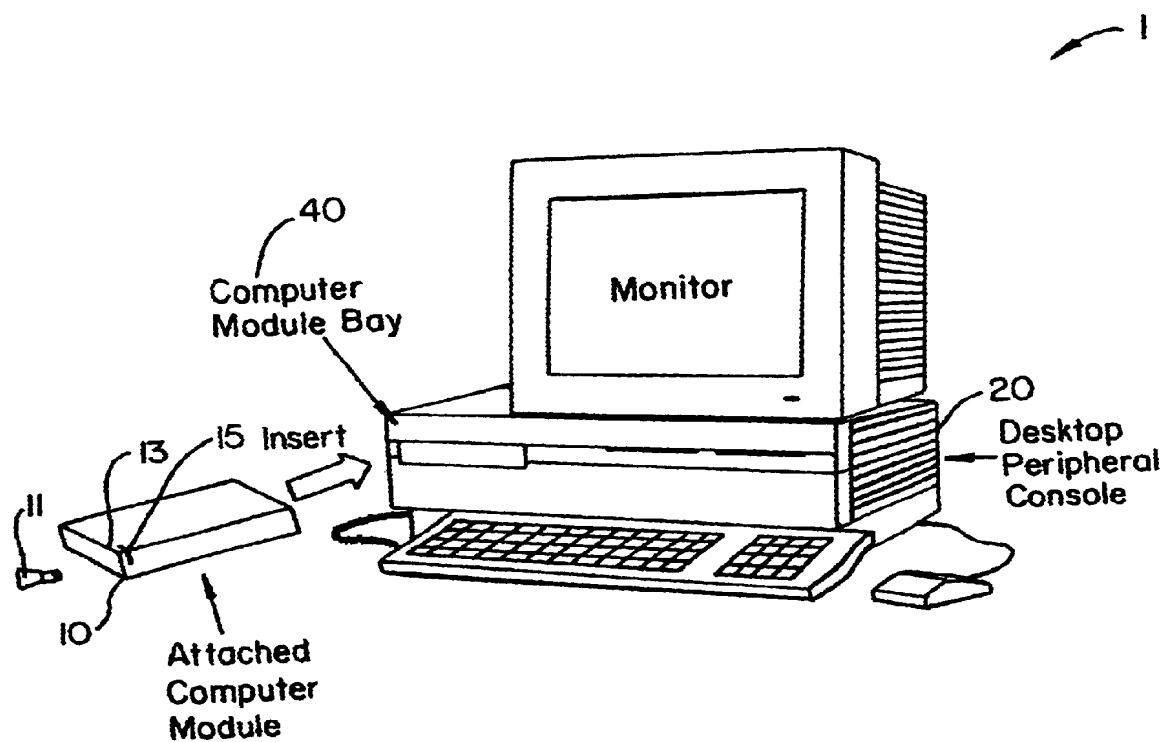 1
40
Computer
Module Bay
Monitor
20
Desktop
Peripheral
Console
15 Insert
13
11
10
Attached
Computer
Module